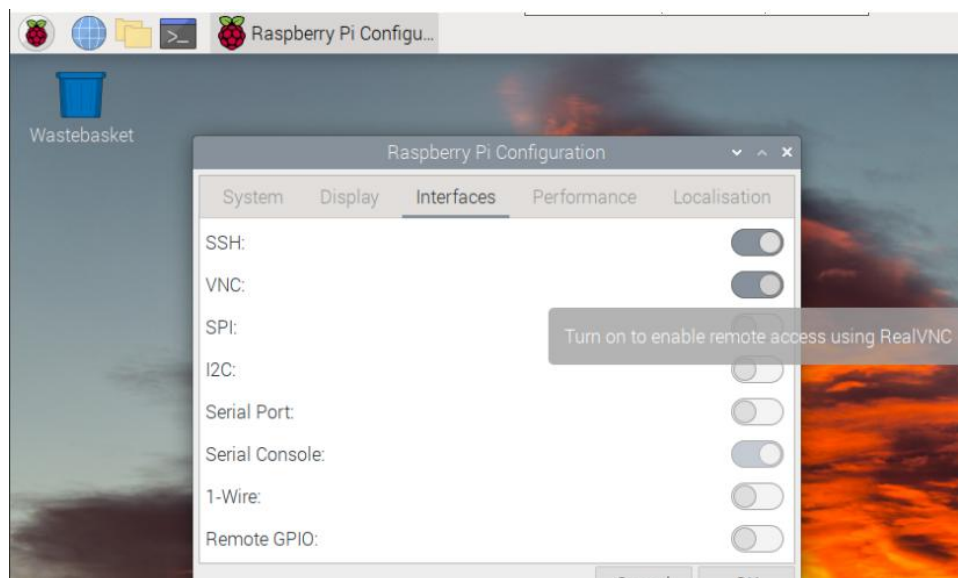 Raspberry Pi Configu...
Wastebasket
Raspberry Pi Configuration
System Display Interfaces Performance Localisation
SSH:
VNC:
SPI:
Turn on to enable remote access using RealVNC
I2C:
Serial Port:
Serial Console:
1-Wire:
Remote GPIO: